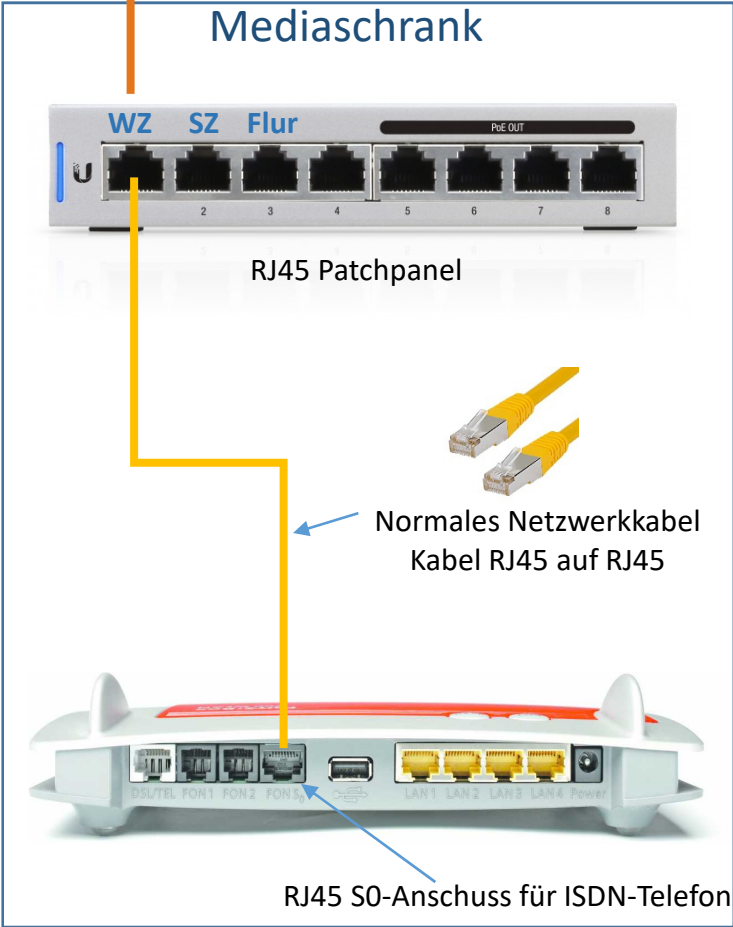 Mediaschrank
WZ SZ Flur
PoE OUT
2 3 4 5 6 7 8
RJ45 Patchpanel
Normales Netzwerkkabel
Kabel RJ45 auf RJ45
DSL/TEL FON 1 FON 2 FON S0 LAN 1 LAN 2 LAN 3 LAN 4 Power
RJ45 S0-Anschuss für ISDN-Telefon